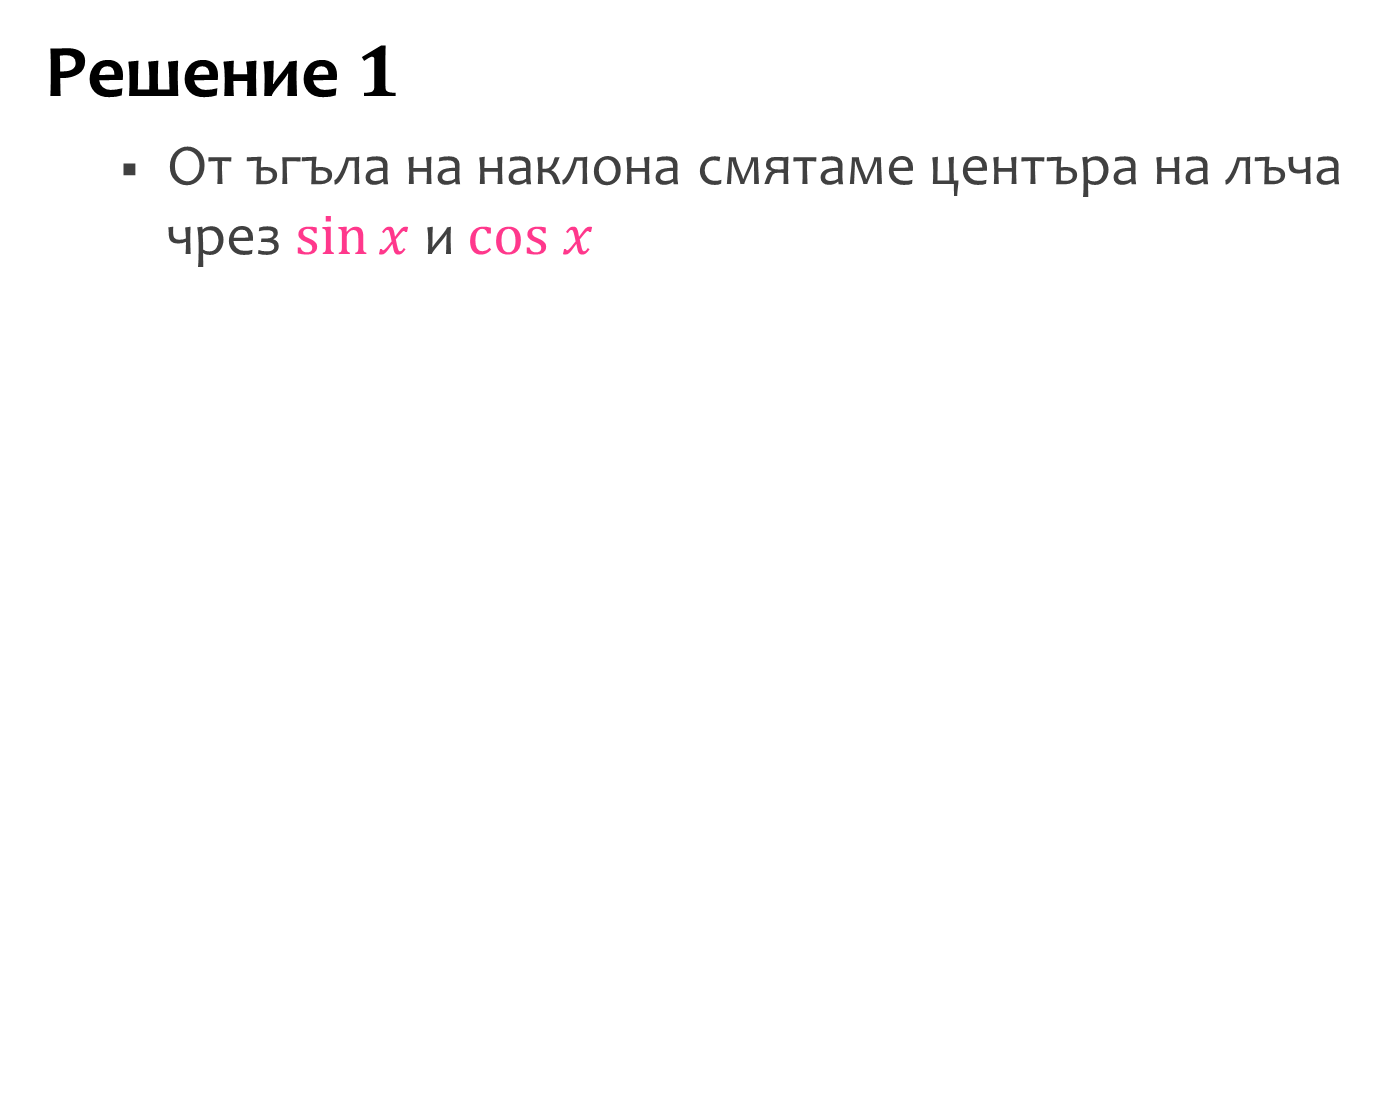 Решение 1
▪ От ъгъла на наклона смятаме центъра на лъча
чрез sin x и cos x